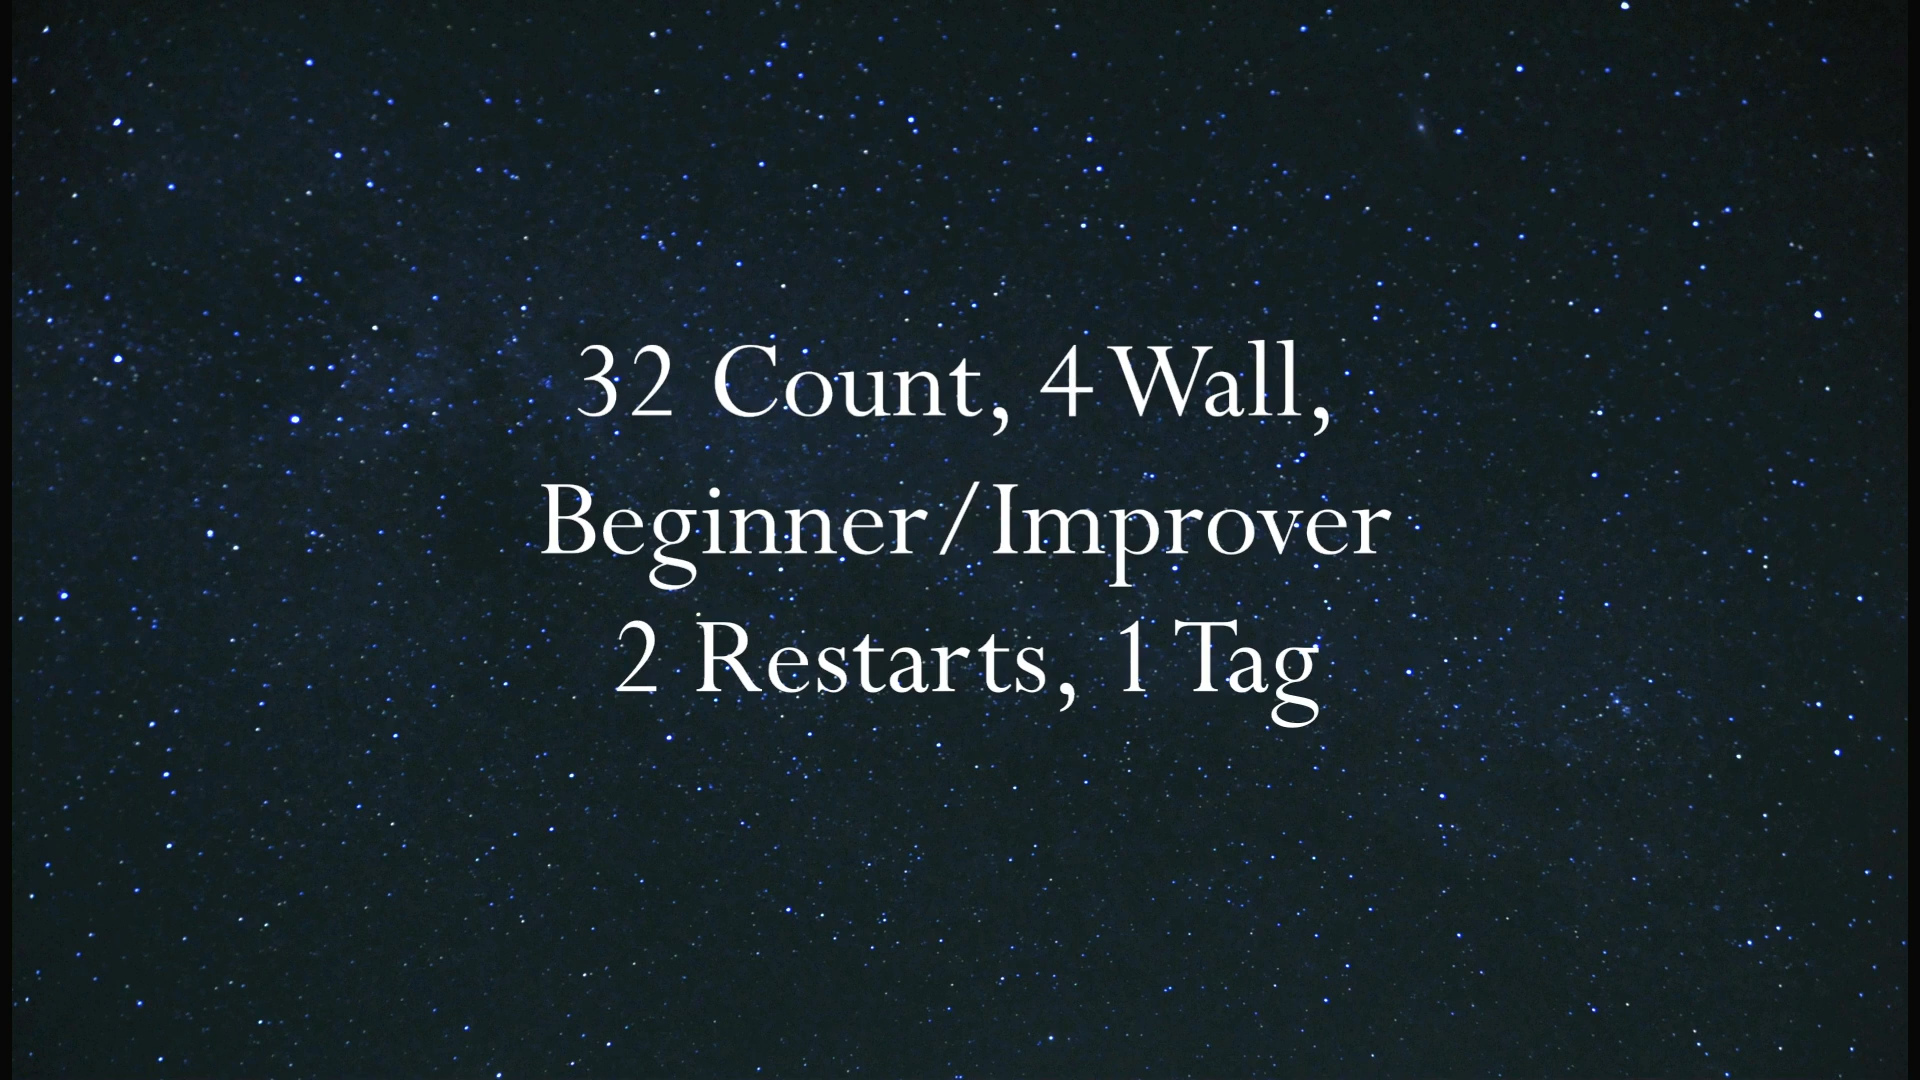 32 Count, 4 Wall,
Beginner/Improver
2 Restarts, 1 Tag